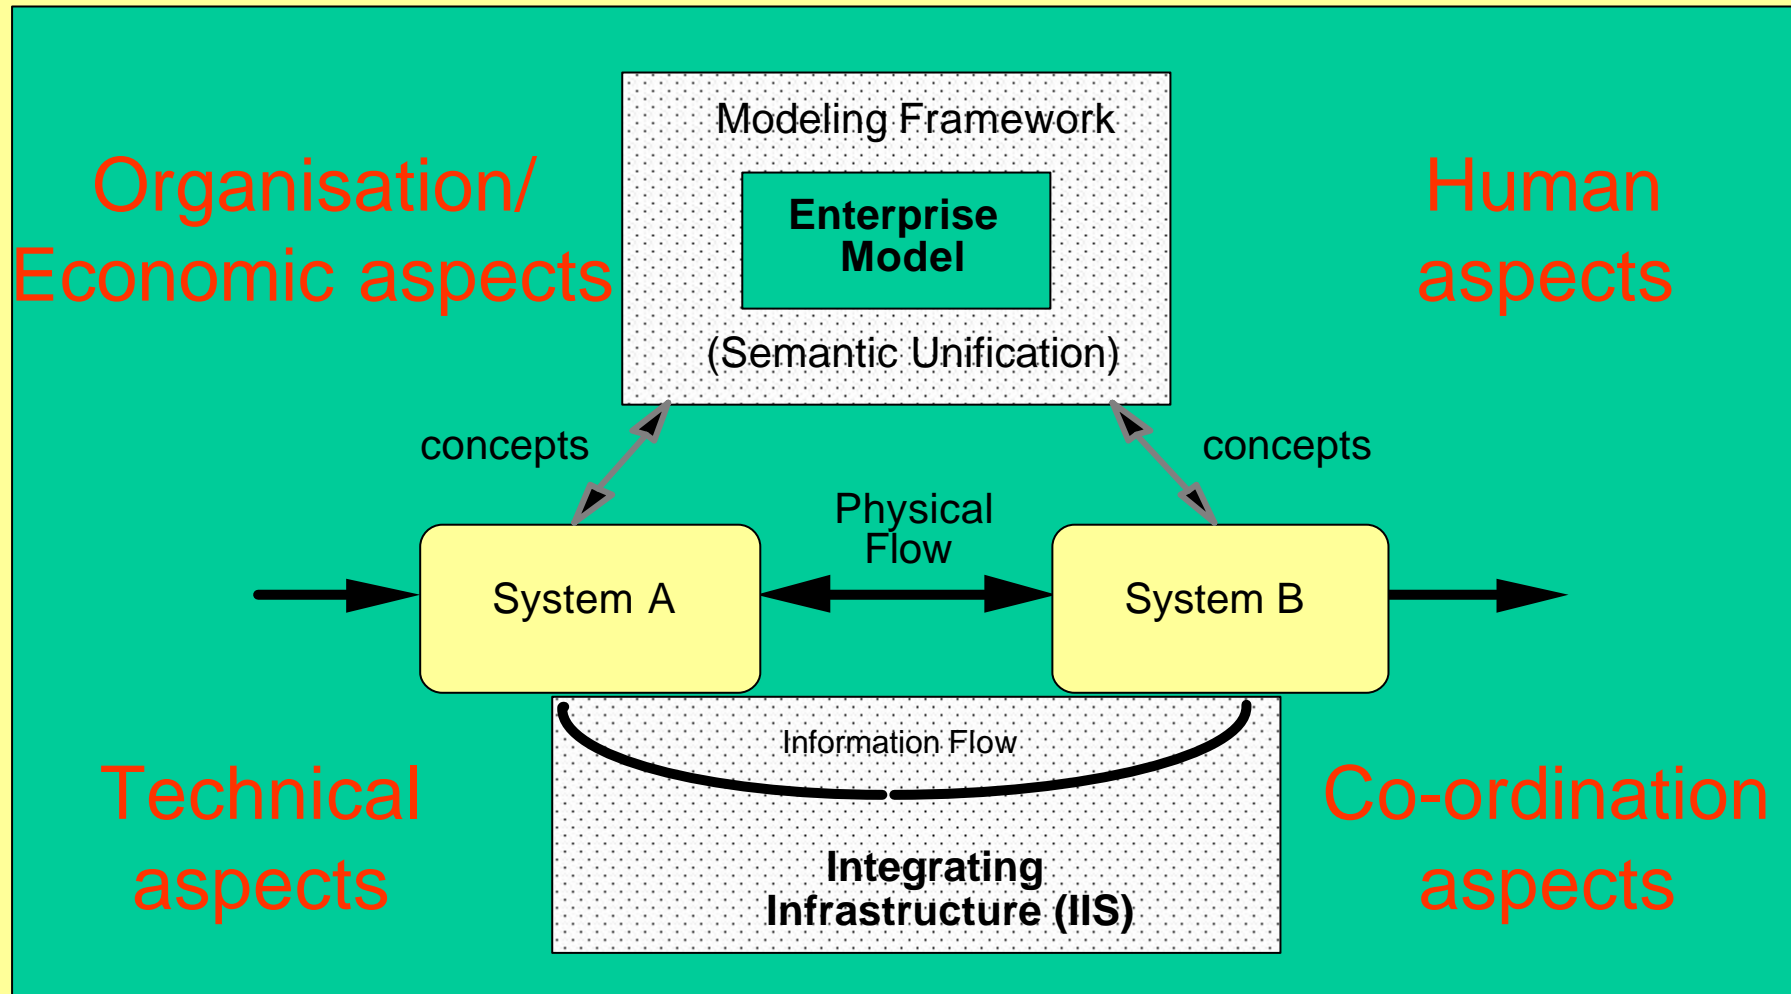 Modeling Framework
Organisation/
Economic aspects
Enterprise
Model
Human
aspects
(Semantic Unification)
concepts
concepts
Physical
Flow
System A
System B
Information Flow
Technical
aspects
Co-ordination
aspects
Integrating
Infrastructure (IIS)